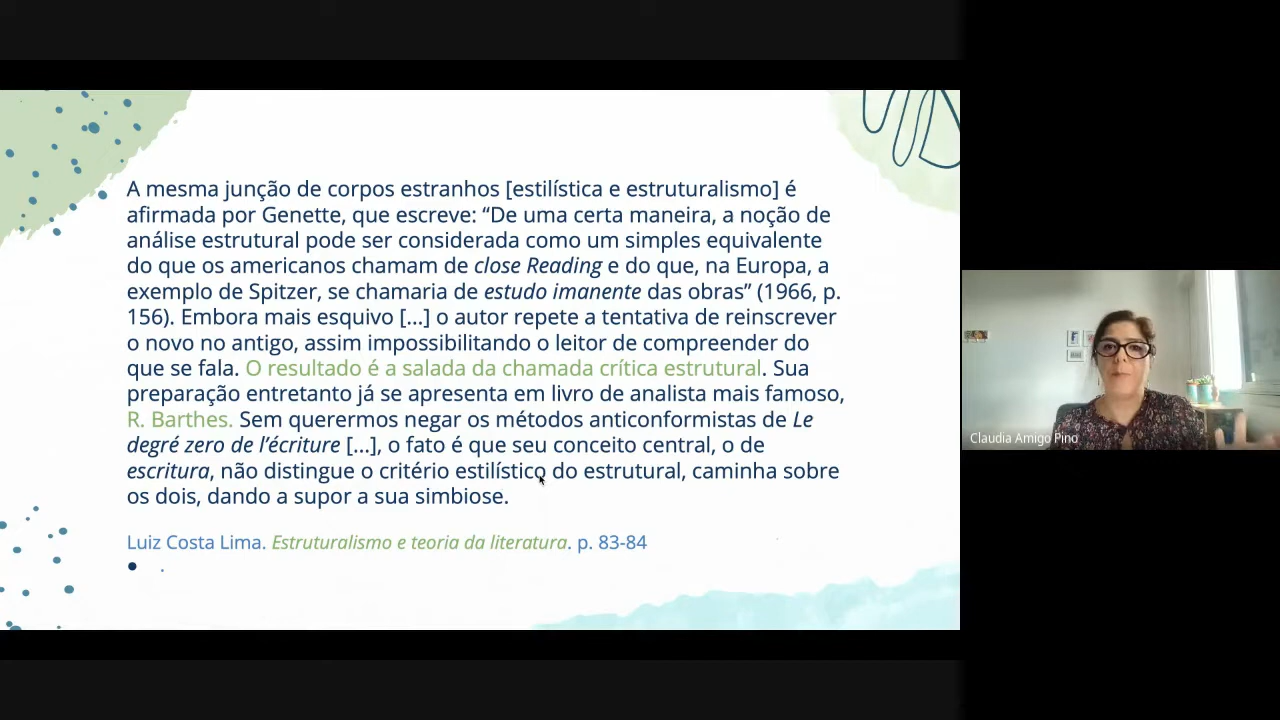 A mesma junção de corpos estranhos [estilística e estruturalismo] é
afirmada por Genette, que escreve: “De uma certa maneira, a noção de
análise estrutural pode ser considerada como um simples equivalente
do que os americanos chamam de close Reading e do que, na Europa, a
exemplo de Spitzer, se chamaria de estudo imanente das obras” (1966, p.
156). Embora mais esquivo [...] o autor repete a tentativa de reinscrever
o novo no antigo, assim impossibilitando o leitor de compreender do
que se fala. O resultado é a salada da chamada crítica estrutural. Sua
preparação entretanto já se apresenta em livro de analista mais famoso,
R. Barthes. Sem querermos negar os métodos anticonformistas de Le
degré zero de l’écriture [...], o fato é que seu conceito central, o de
escritura, não distingue o critério estilístico do estrutural, caminha sobre
os dois, dando a supor a sua simbiose.
Luiz Costa Lima. Estruturalismo e teoria da literatura. p. 83-84
Claudia Amigo Pino